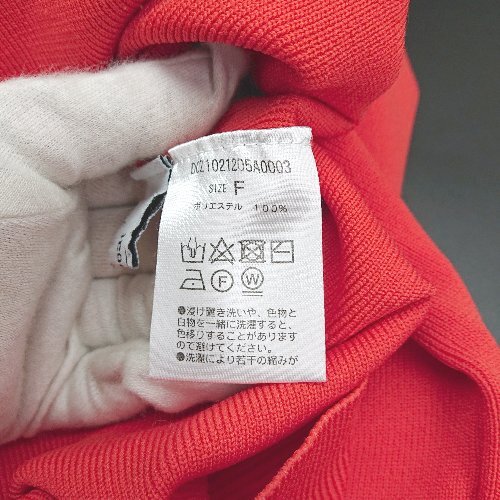 SIZE F
ポリエステル 100%
F
W
●浸け置き洗いや、色物と
白物を一緒に洗濯すると、
色移りすることがあります
ので避けてください。
●洗濯により若干の縮みが